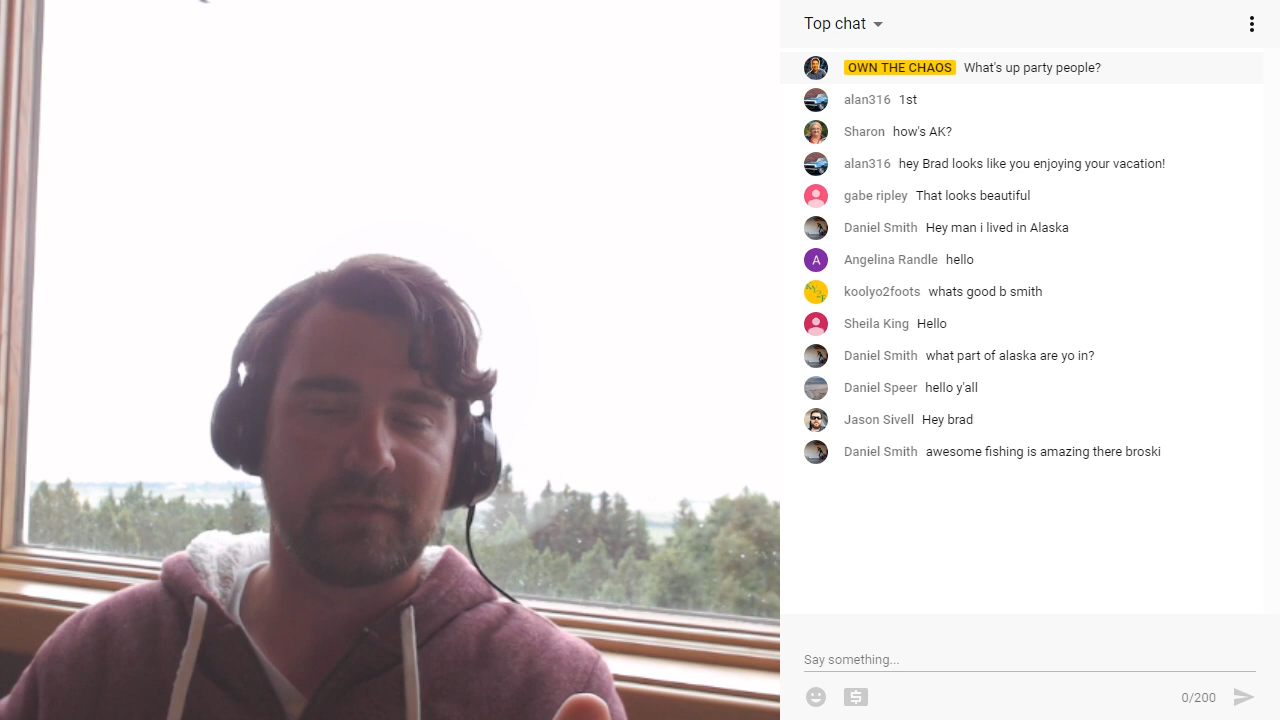 Top chat
OWN THE CHAOS What's up party people?
alan316 1st
Sharon how's AK?
alan316 hey Brad looks like you enjoying your vacation!
gabe ripley That looks beautiful
Daniel Smith Hey man i lived in Alaska
A Angelina Randle hello
koolyo2foots whats good b smith
Sheila King Hello
Daniel Smith what part of alaska are yo in?
Daniel Speer hello y'all
Jason Sivell Hey brad
Daniel Smith awesome fishing is amazing there broski
Say something...
0/200